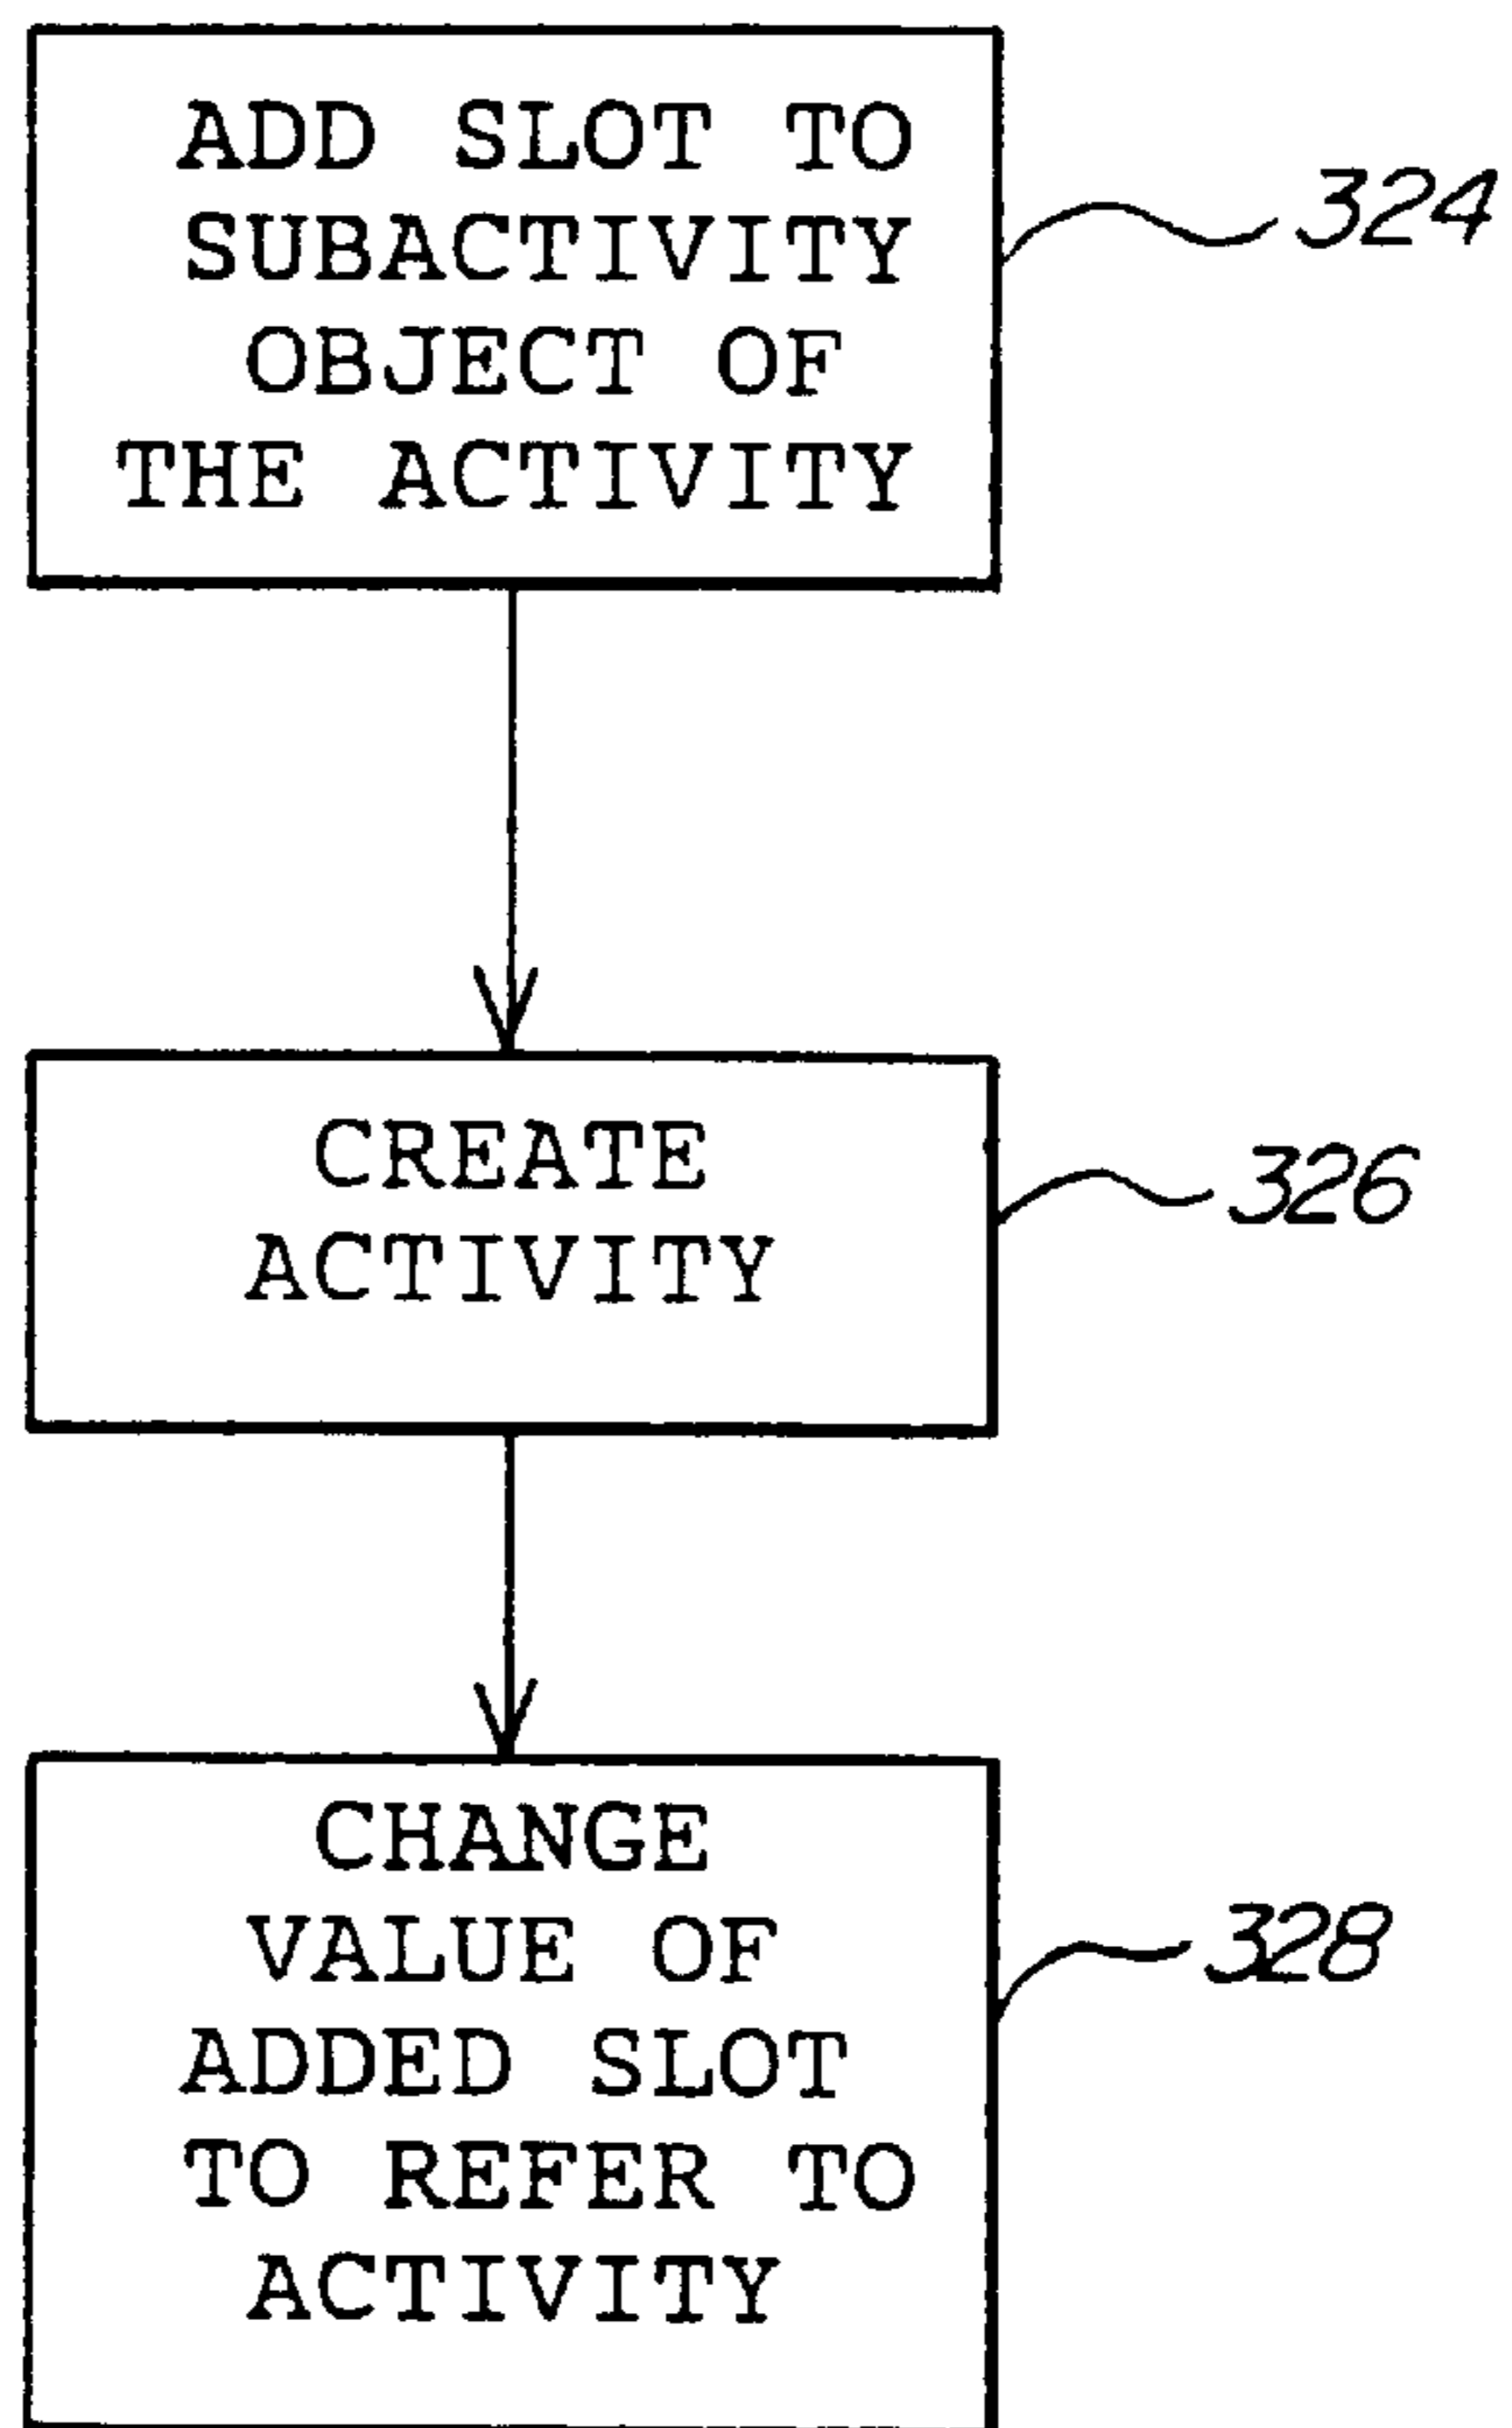 ADD SLOT TO
SUBACTIVITY
OBJECT OF
THE ACTIVITY
324
CREATE
ACTIVITY
326
CHANGE
VALUE OF
ADDED SLOT
TO REFER TO
ACTIVITY
328